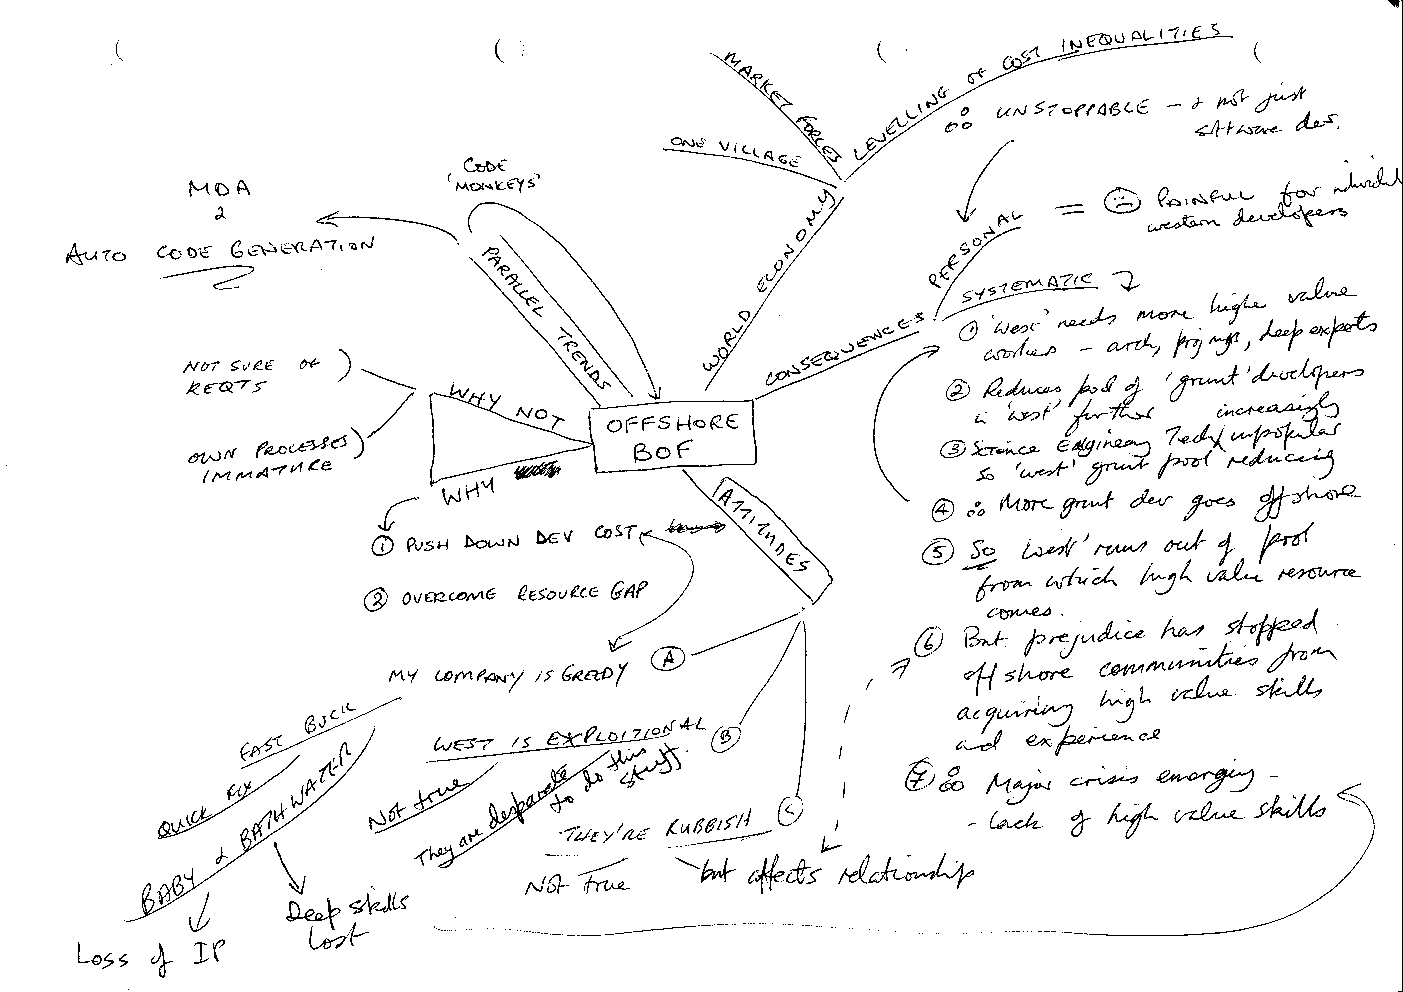 MARKET FORCES
LEVELLING OF COST INEQUALITIES
ONE VILLAGE
WORLD ECONOMY
∴ UNSTOPPABLE - & not just
software dev.
CODE
'MONKEYS'
PARALLEL TRENDS
MDA
&
AUTO CODE GENERATION
PERSONAL = ☹ PAINFUL for individual
western developers
CONSEQUENCES
SYSTEMATIC
① 'West' needs more high value
workers - arch, proj mgrs, deep experts
② Reduces pool of 'grunt' developers
in 'west' further
increasingly
③ Science Engineering Tech/unpopular
so 'west' grunt pool reducing
④ ∴ More grunt dev goes offshore
⑤ So West' runs out of pool
from which high value resource
comes.
⑥ But prejudice has stopped
offshore communities from
acquiring high value skills
and experience
⑦ ∴ Major crisis emerging -
- lack of high value skills
OFFSHORE
BOF
WHY NOT
NOT SURE OF
REQTS
OWN PROCESSES
IMMATURE
WHY
① PUSH DOWN DEV COST
② OVERCOME RESOURCE GAP
ATTITUDES
MY COMPANY IS GREEDY Ⓐ
FAST BUCK
QUICK FIX
BABY & BATHWATER
Loss of IP
Deep skills
lost
WEST IS EXPLOITIONAL Ⓑ
Not true
They are desperate
to do this
stuff.
THEY'RE RUBBISH Ⓒ
NOT True
but affects relationship